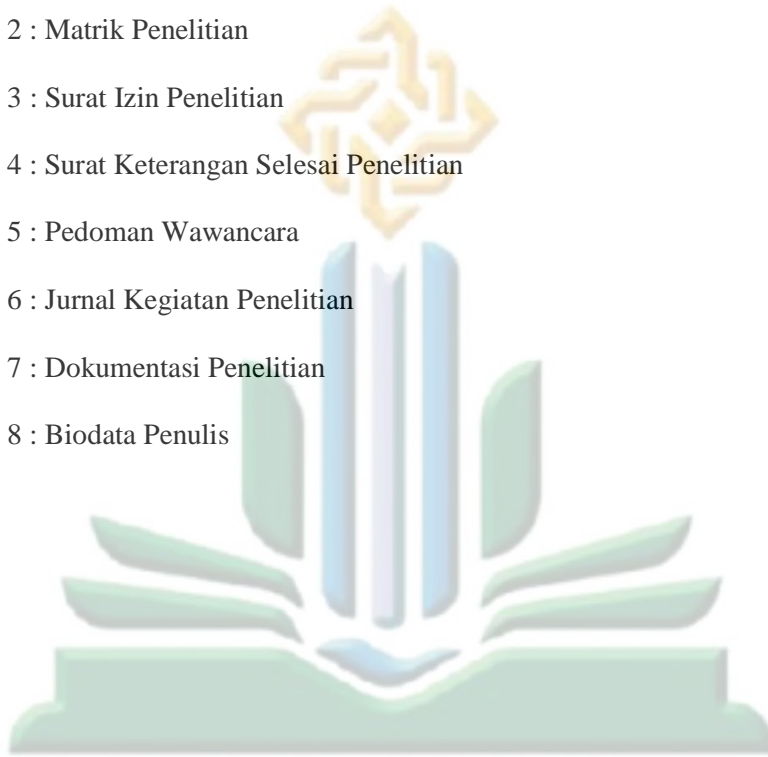 2 : Matrik Penelitian
3 : Surat Izin Penelitian
4 : Surat Keterangan Selesai Penelitian
5 : Pedoman Wawancara
6 : Jurnal Kegiatan Penelitian
7 : Dokumentasi Penelitian
8 : Biodata Penulis